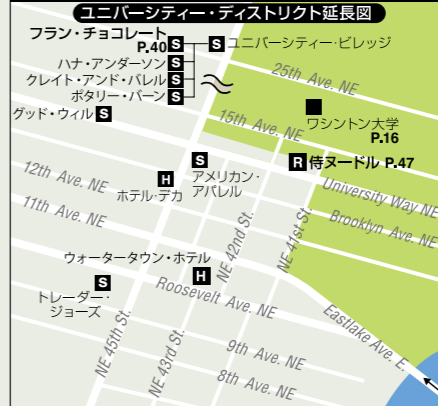 ユニバーシティー・ディストリクト延長図
フラン・チョコレート
P.40 S
S ユニバーシティー・ビレッジ
ハナ・アンダーソン S
クレイト・アンド・バレル S
ポタリー・バーン S
グッド・ウィル S
25th Ave. NE
15th Ave. NE
ワシントン大学
P.16
R 侍ヌードル P.47
S
アメリカン・
アパレル
H
ホテル・デカ
12th Ave. NE
11th Ave. NE
University Way NE
Brooklyn Ave. NE
NE 42nd St.
NE 41st St.
ウォータータウン・ホテル
H
S
トレーダー・
ジョーズ
Roosevelt Ave. NE
NE 45th St.
NE 43rd St.
9th Ave. NE
8th Ave. NE
Eastlake Ave. E.